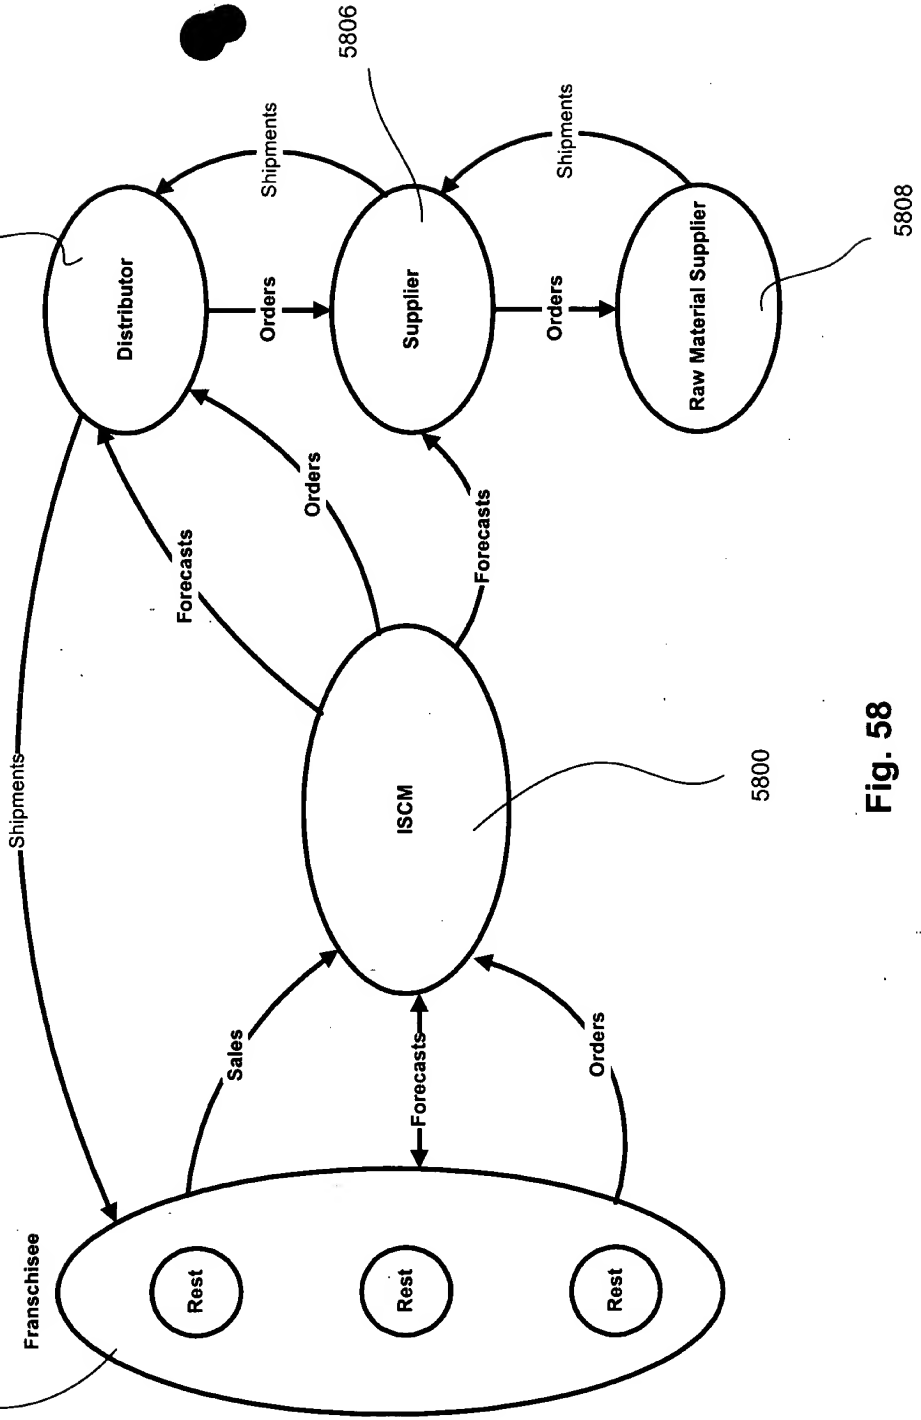 Franschisee
Rest
Rest
Rest
Shipments
Sales
Forecasts
Orders
ISCM
5800
Forecasts
Orders
Forecasts
Distributor
Orders
Shipments
Supplier
5806
Orders
Shipments
Raw Material Supplier
5808
Fig. 58